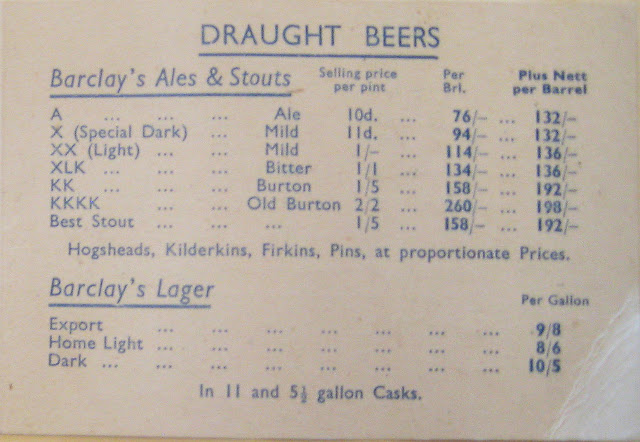 DRAUGHT BEERS
Barclay's Ales & Stouts Selling price per pint Per Brl. Plus Nett per Barrel
A ... ... ... Ale 10d. ... 76/– ... 132/–
X (Special Dark) ... Mild 11d. ... 94/– ... 132/–
XX (Light) ... ... Mild 1/– ... 114/– ... 136/–
XLK ... ... ... Bitter 1/1 ... 134/– ... 136/–
KK ... ... ... Burton 1/5 ... 158/– ... 192/–
KKKK ... ... Old Burton 2/2 ... 260/– ... 198/–
Best Stout ... ... ... 1/5 ... 158/– ... 192/–
Hogsheads, Kilderkins, Firkins, Pins, at proportionate Prices.
Barclay's Lager Per Gallon
Export ... ... ... ... ... ... ... 9/8
Home Light ... ... ... ... ... ... ... 8/6
Dark ... ... ... ... ... ... ... ... 10/5
In 11 and 5½ gallon Casks.